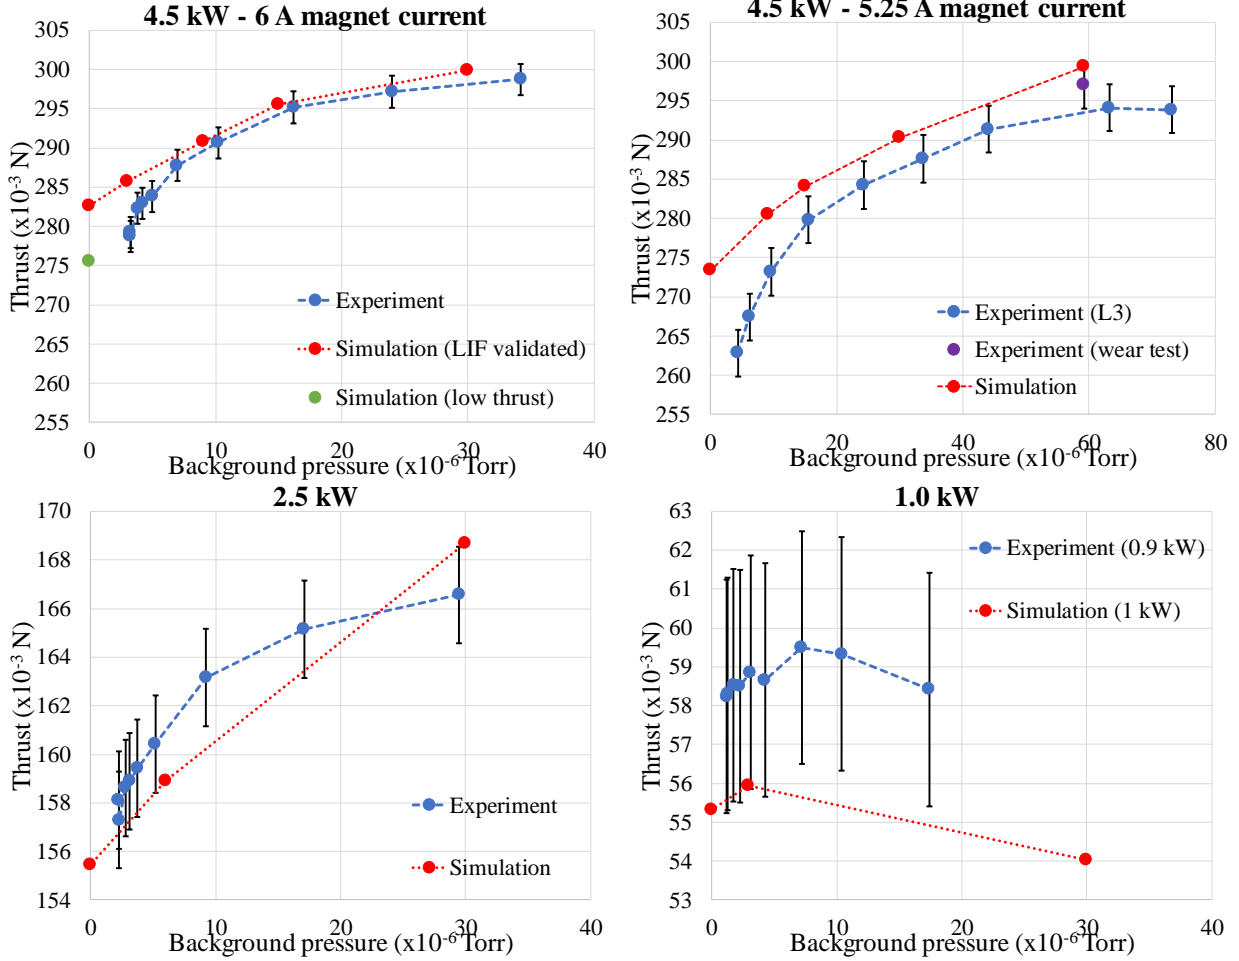 4.5 kW - 6 A magnet current
305
300
295
290
285
280
275
270
265
260
255
Thrust (x10-3 N)
Experiment
Simulation (LIF validated)
Simulation (low thrust)
0
10
20
30
40
Background pressure (x10-6 Torr)
4.5 kW - 5.25 A magnet current
305
300
295
290
285
280
275
270
265
260
255
Thrust (x10-3 N)
Experiment (L3)
Experiment (wear test)
Simulation
0
20
40
60
80
Background pressure (x10-6 Torr)
2.5 kW
170
168
166
164
162
160
158
156
154
Thrust (x10-3 N)
Experiment
Simulation
0
10
20
30
40
Background pressure (x10-6 Torr)
1.0 kW
63
62
61
60
59
58
57
56
55
54
53
Thrust (x10-3 N)
Experiment (0.9 kW)
Simulation (1 kW)
0
10
20
30
40
Background pressure (x10-6 Torr)